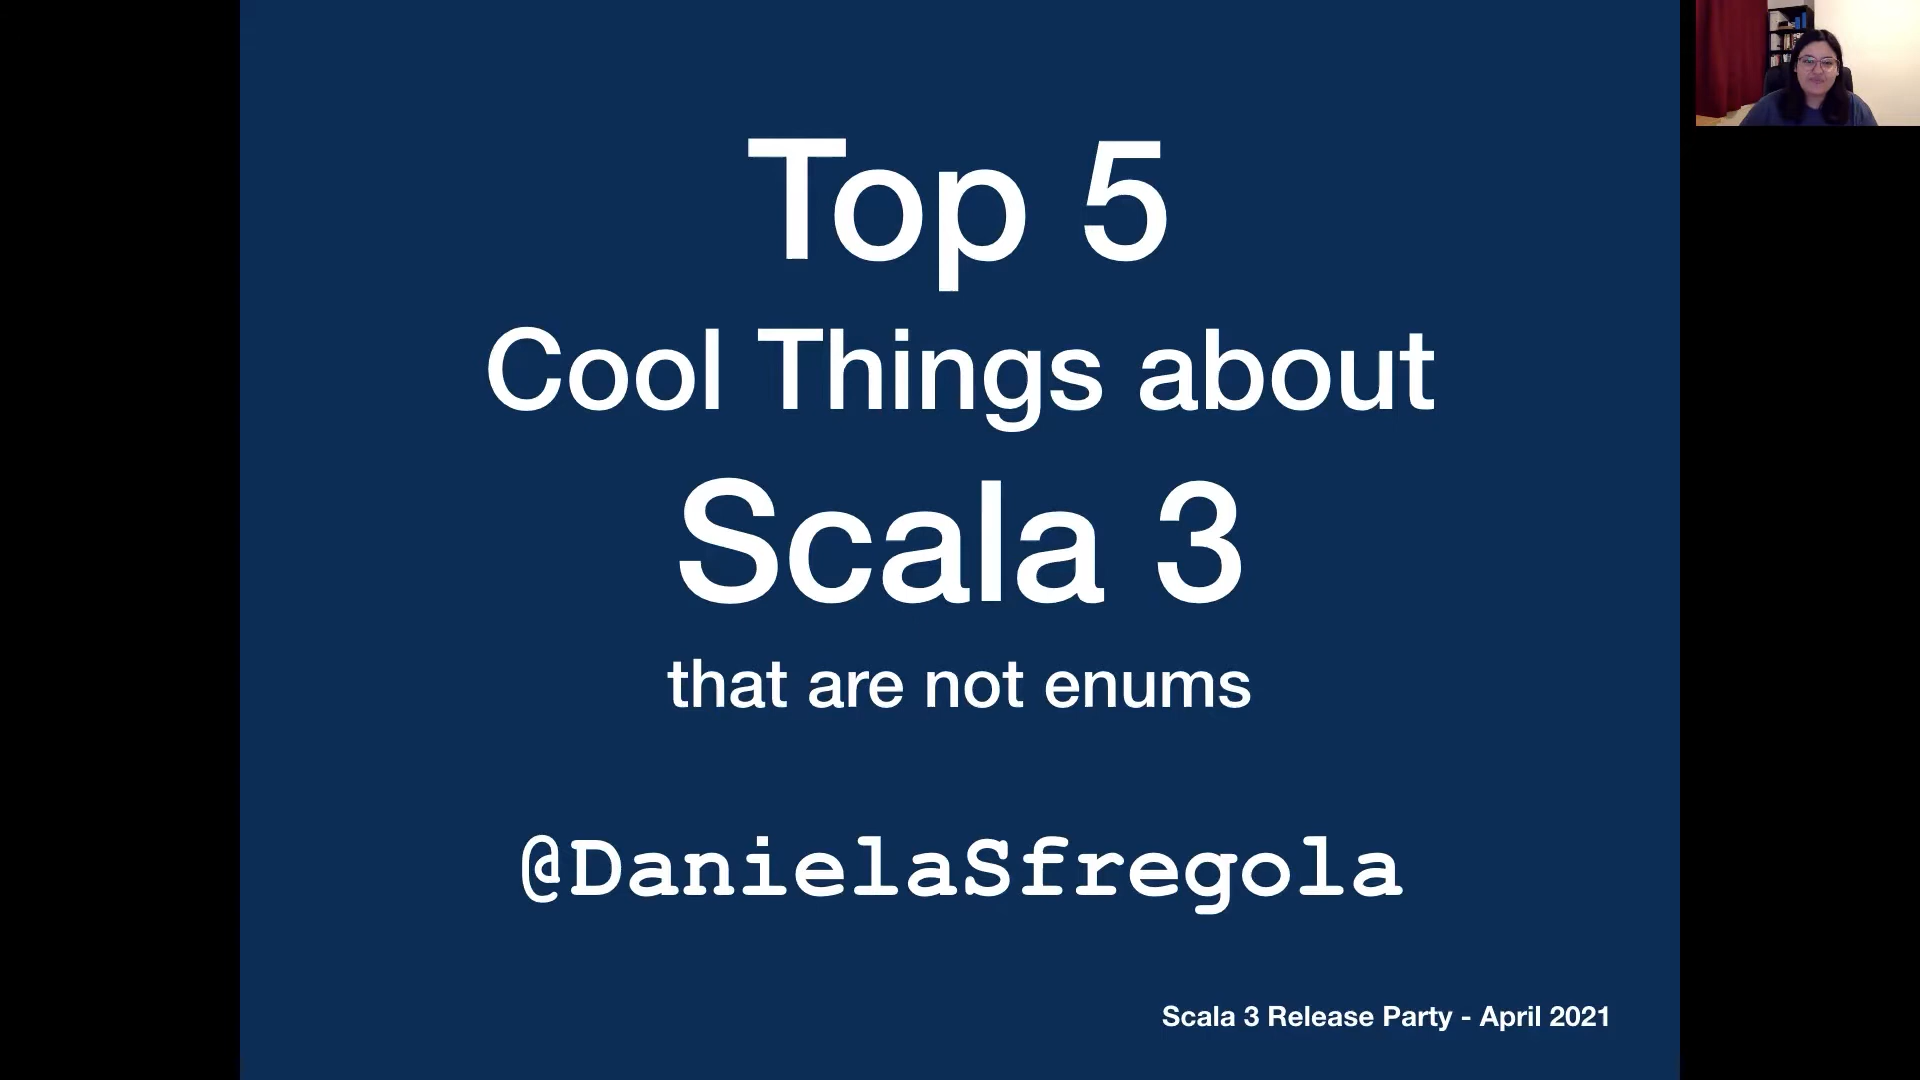 Top 5
Cool Things about
Scala 3
that are not enums
@DanielaSfregola
Scala 3 Release Party - April 2021